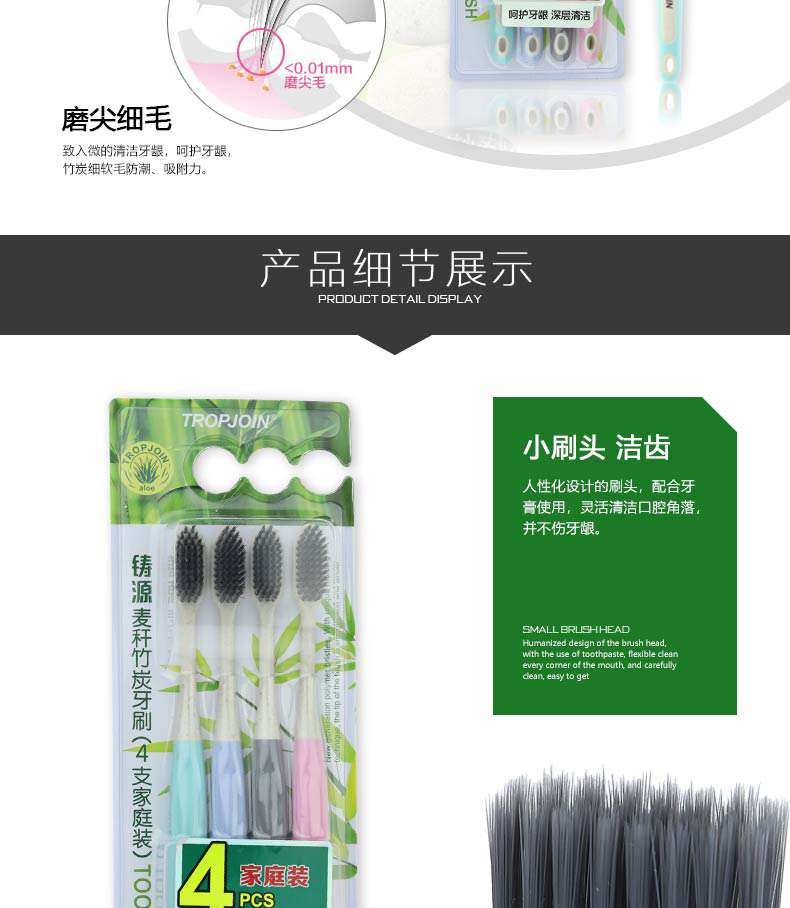 SH
呵护牙龈 深层清洁
<0.01mm
磨尖毛
磨尖细毛
致入微的清洁牙龈，呵护牙龈，
竹炭细软毛防潮、吸附力。
产品细节展示
PRODUCT DETAIL DISPLAY
TROPJOIN®
TROPJOIN
aloe
铸源 麦秆竹炭牙刷(4支家庭装) TOO
4 家庭装
PCS
小刷头 洁齿
人性化设计的刷头，配合牙
膏使用，灵活清洁口腔角落，
并不伤牙龈。
SMALL BRUSH HEAD
Humanized design of the brush head,
with the use of toothpaste, flexible clean
every corner of the mouth, and carefully
clean, easy to get